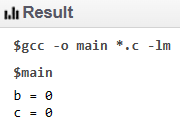 Result
$gcc -o main *.c -lm
$main
b = 0
c = 0